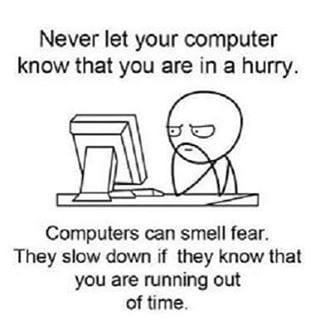 Never let your computer
know that you are in a hurry.
Computers can smell fear.
They slow down if they know that
you are running out
of time.